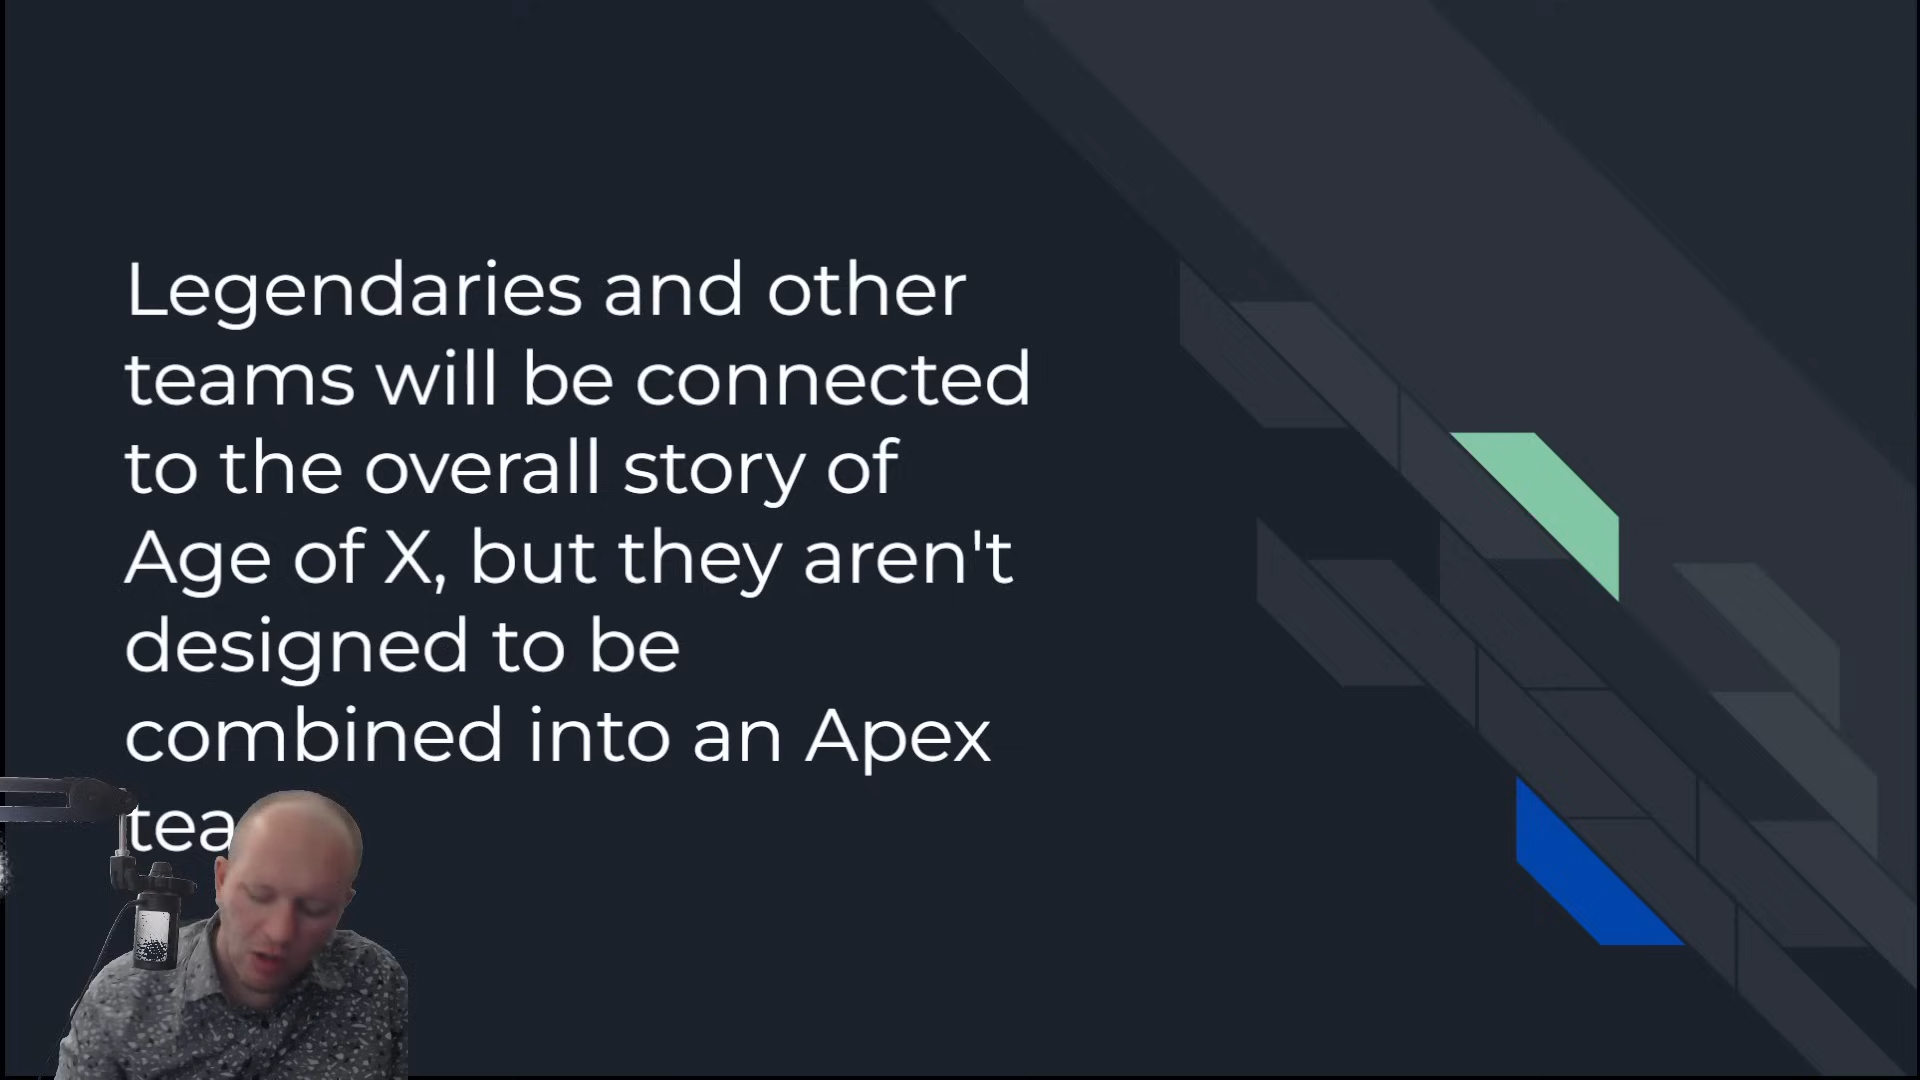 Legendaries and other
teams will be connected
to the overall story of
Age of X, but they aren't
designed to be
combined into an Apex